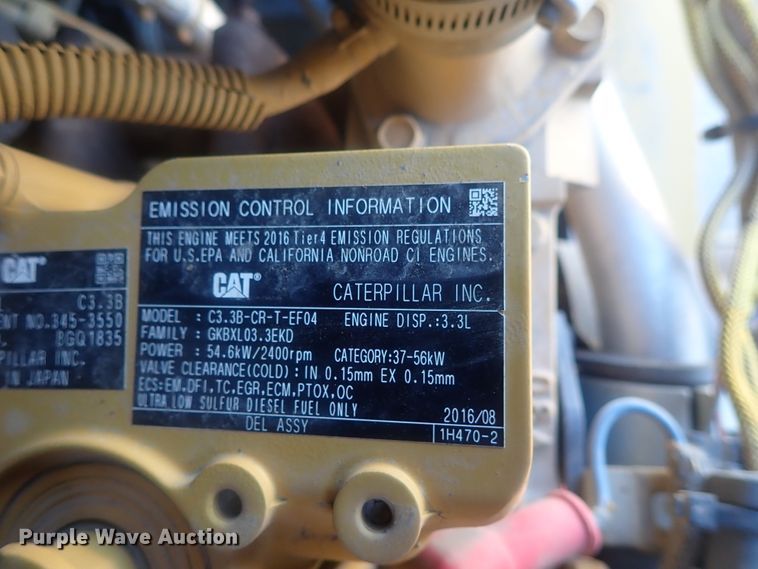 EMISSION CONTROL INFORMATION
THIS ENGINE MEETS 2016 Tier4 EMISSION REGULATIONS
FOR U.S.EPA AND CALIFORNIA NONROAD CI ENGINES.
CAT® CATERPILLAR INC.
MODEL : C3.3B-CR-T-EF04 ENGINE DISP.:3.3L
FAMILY : GKBXL03.3EKD
POWER : 54.6kW/2400rpm CATEGORY:37-56kW
VALVE CLEARANCE(COLD): IN 0.15mm EX 0.15mm
ECS:EM,DFI,TC,EGR,ECM,PTOX,OC
ULTRA LOW SULFUR DIESEL FUEL ONLY 2016/08
DEL ASSY 1H470-2
CAT®
C3.3B
NO.345-3550
BGQ1835
INC.
IN JAPAN
Purple Wave Auction